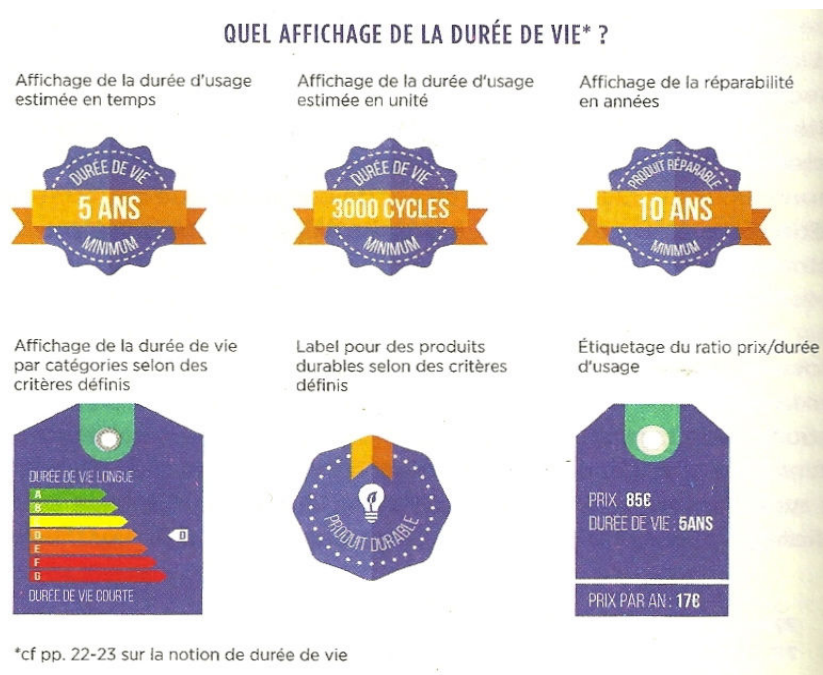 QUEL AFFICHAGE DE LA DURÉE DE VIE* ?
Affichage de la durée d'usage
estimée en temps
DURÉE DE VIE
5 ANS
MINIMUM
Affichage de la durée d'usage
estimée en unité
DURÉE DE VIE
3000 CYCLES
MINIMUM
Affichage de la réparabilité
en années
PRODUIT RÉPARABLE
10 ANS
MINIMUM
Affichage de la durée de vie
par catégories selon des
critères définis
DURÉE DE VIE LONGUE
A
B
D
D
E
F
G
DURÉE DE VIE COURTE
Label pour des produits
durables selon des critères
définis
PRODUIT DURABLE
Étiquetage du ratio prix/durée
d'usage
PRIX : 85€
DURÉE DE VIE : 5ANS
PRIX PAR AN : 17€
*cf pp. 22-23 sur la notion de durée de vie